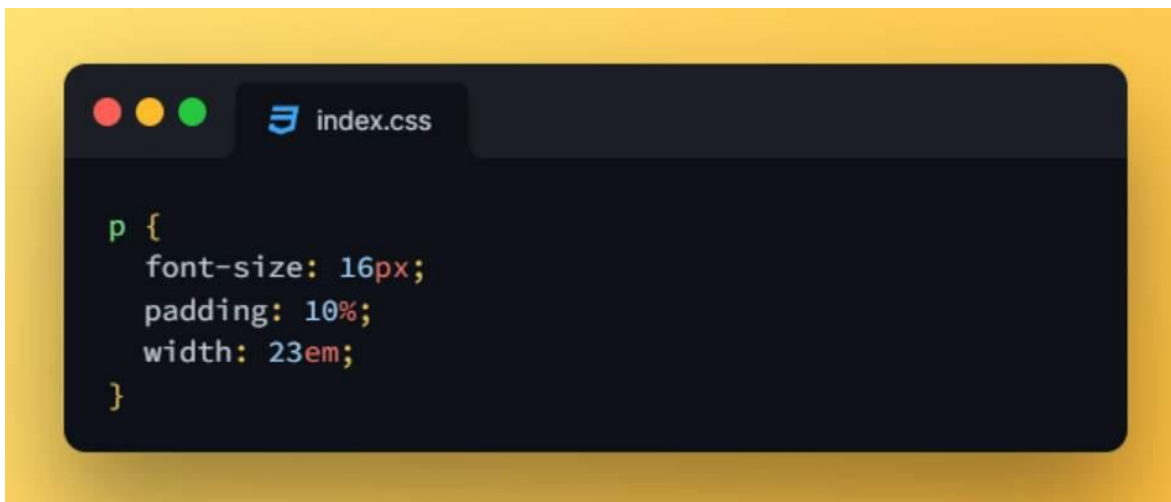 index.css
p {
  font-size: 16px;
  padding: 10%;
  width: 23em;
}